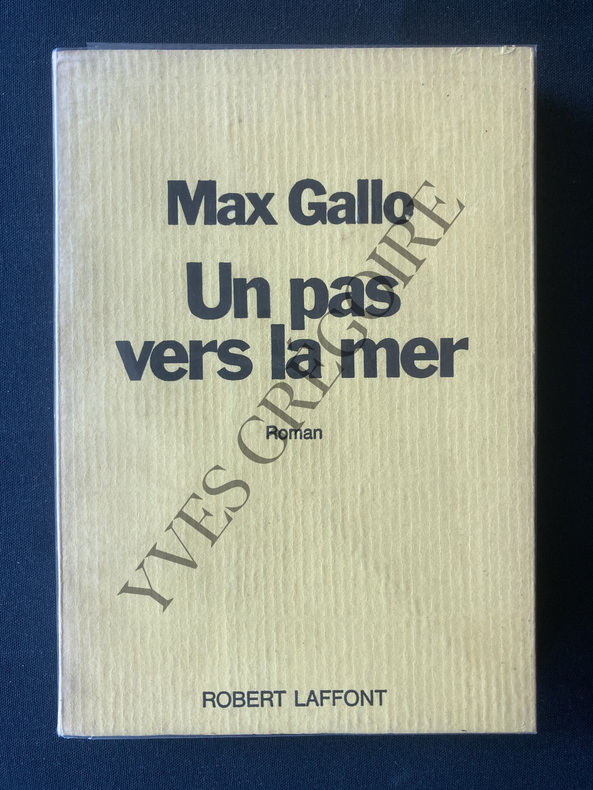 Max Gallo
Un pas
vers la mer
Roman
YVES GREGOIRE
ROBERT LAFFONT